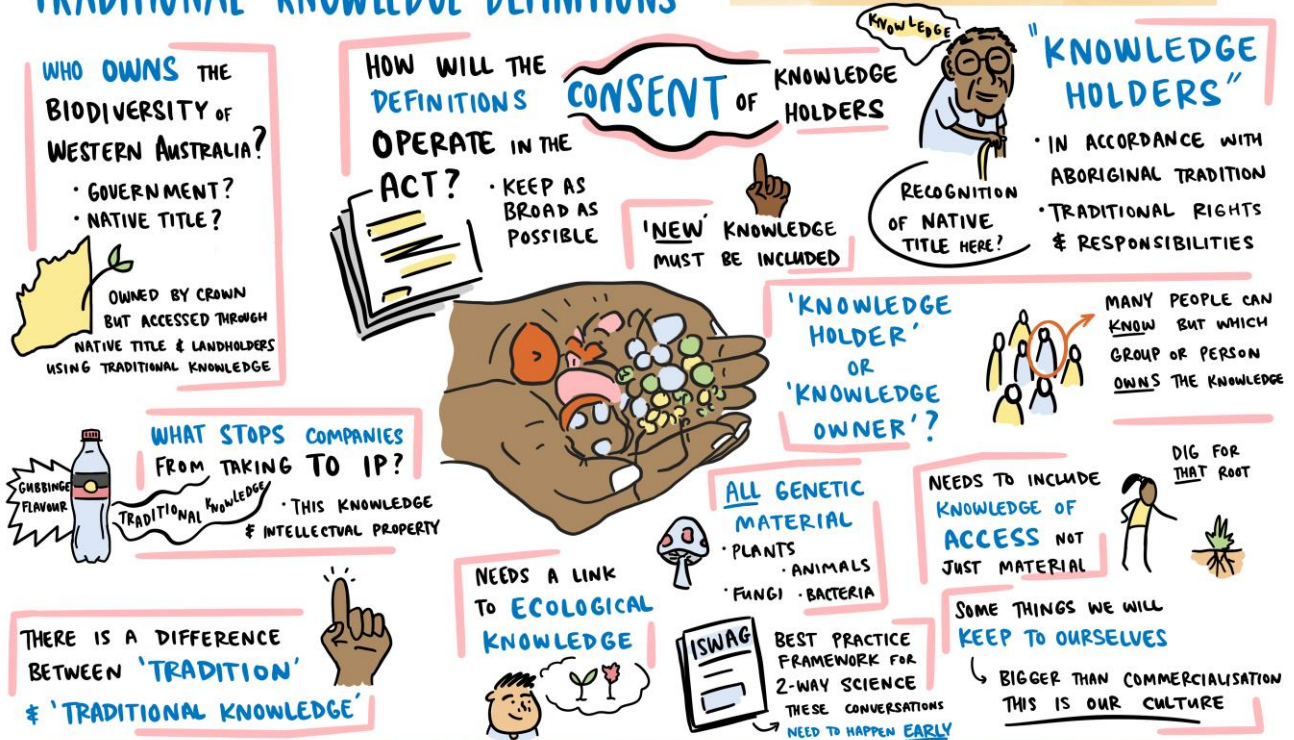 TRADITIONAL KNOWLEDGE DEFINITIONS
WHO OWNS THE
BIODIVERSITY OF
WESTERN AUSTRALIA?
· GOVERNMENT?
· NATIVE TITLE?
OWNED BY CROWN
BUT ACCESSED THROUGH
NATIVE TITLE & LANDHOLDERS
USING TRADITIONAL KNOWLEDGE
HOW WILL THE
DEFINITIONS
OPERATE IN THE
ACT?
· KEEP AS
BROAD AS
POSSIBLE
CONSENT OF
KNOWLEDGE
HOLDERS
'NEW' KNOWLEDGE
MUST BE INCLUDED
KNOWLEDGE
RECOGNITION
OF NATIVE
TITLE HERE?
"KNOWLEDGE
HOLDERS"
· IN ACCORDANCE WITH
ABORIGINAL TRADITION
· TRADITIONAL RIGHTS
& RESPONSIBILITIES
'KNOWLEDGE
HOLDER'
OR
'KNOWLEDGE
OWNER'?
MANY PEOPLE CAN
KNOW BUT WHICH
GROUP OR PERSON
OWNS THE KNOWLEDGE
WHAT STOPS COMPANIES
FROM TAKING TO IP?
GUBBINGE
FLAVOUR
TRADITIONAL KNOWLEDGE
· THIS KNOWLEDGE
& INTELLECTUAL PROPERTY
ALL GENETIC
MATERIAL
· PLANTS
· ANIMALS
· FUNGI · BACTERIA
NEEDS TO INCLUDE
KNOWLEDGE OF
ACCESS NOT
JUST MATERIAL
DIG FOR
THAT ROOT
THERE IS A DIFFERENCE
BETWEEN 'TRADITION'
& 'TRADITIONAL KNOWLEDGE'
NEEDS A LINK
TO ECOLOGICAL
KNOWLEDGE
ISWAG
BEST PRACTICE
FRAMEWORK FOR
2-WAY SCIENCE
THESE CONVERSATIONS
NEED TO HAPPEN EARLY
SOME THINGS WE WILL
KEEP TO OURSELVES
BIGGER THAN COMMERCIALISATION
THIS IS OUR CULTURE